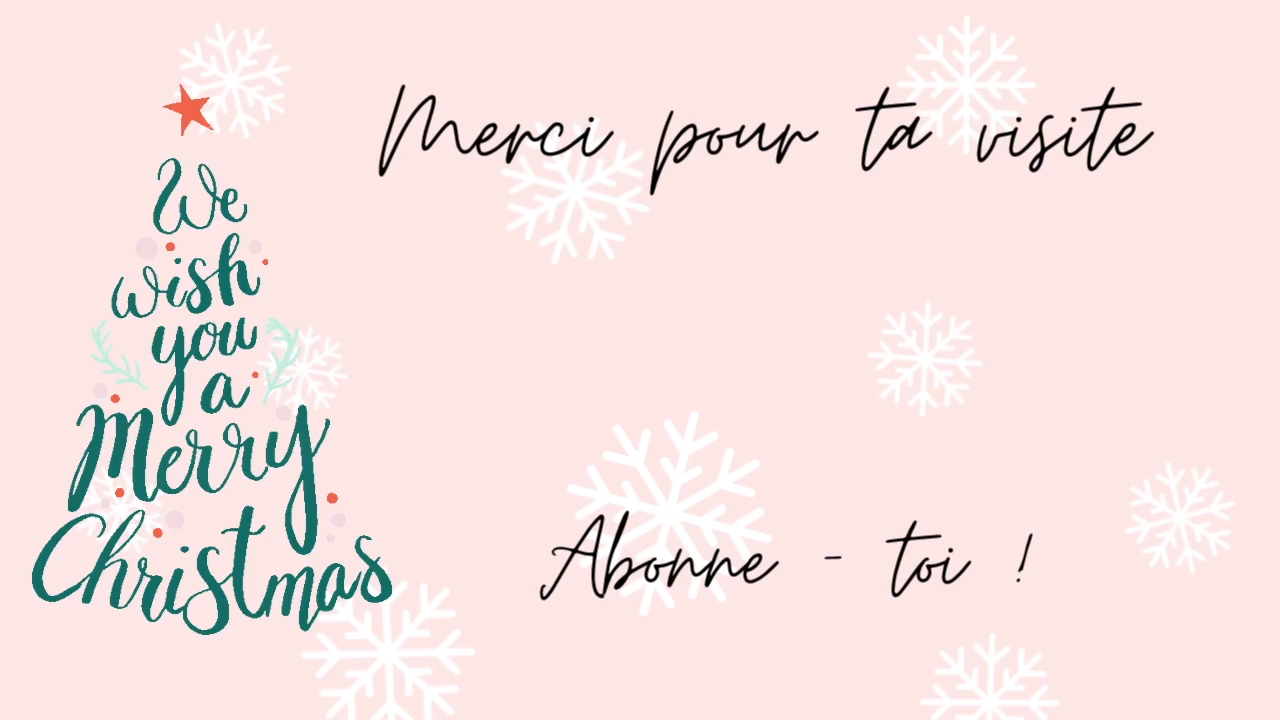 We
wish
you
a
Merry
Christmas
Merci pour ta visite
Abonne - toi !